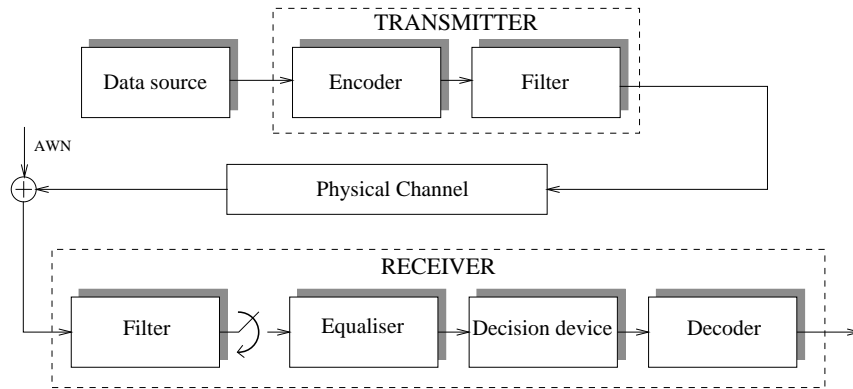 TRANSMITTER
Data source
Encoder
Filter
AWN
Physical Channel
RECEIVER
Filter
Equaliser
Decision device
Decoder